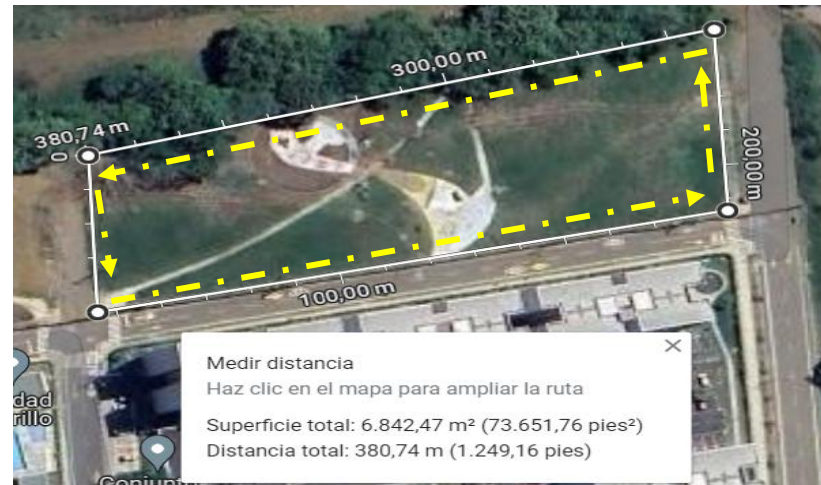 300,00 m
380,74 m
0
200,00 m
100,00 m
Medir distancia
Haz clic en el mapa para ampliar la ruta
Superficie total: 6.842,47 m² (73.651,76 pies²)
Distancia total: 380,74 m (1.249,16 pies)
dad
rillo